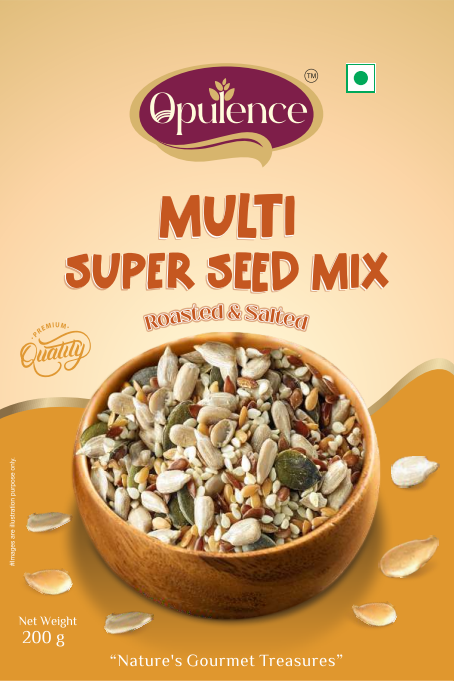 Opulence
TM
MULTI
SUPER SEED MIX
Roasted & Salted
• PREMIUM •
Quality
#Images are illustration purpose only.
Net Weight
200 g
“Nature's Gourmet Treasures”